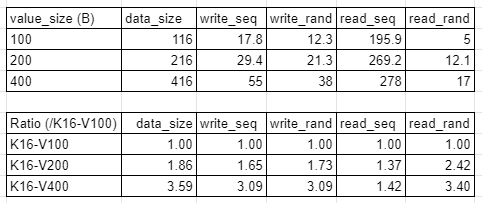 value_size (B) data_size write_seq write_rand read_seq read_rand
100 116 17.8 12.3 195.9 5
200 216 29.4 21.3 269.2 12.1
400 416 55 38 278 17
Ratio (/K16-V100) data_size write_seq write_rand read_seq read_rand
K16-V100 1.00 1.00 1.00 1.00 1.00
K16-V200 1.86 1.65 1.73 1.37 2.42
K16-V400 3.59 3.09 3.09 1.42 3.40